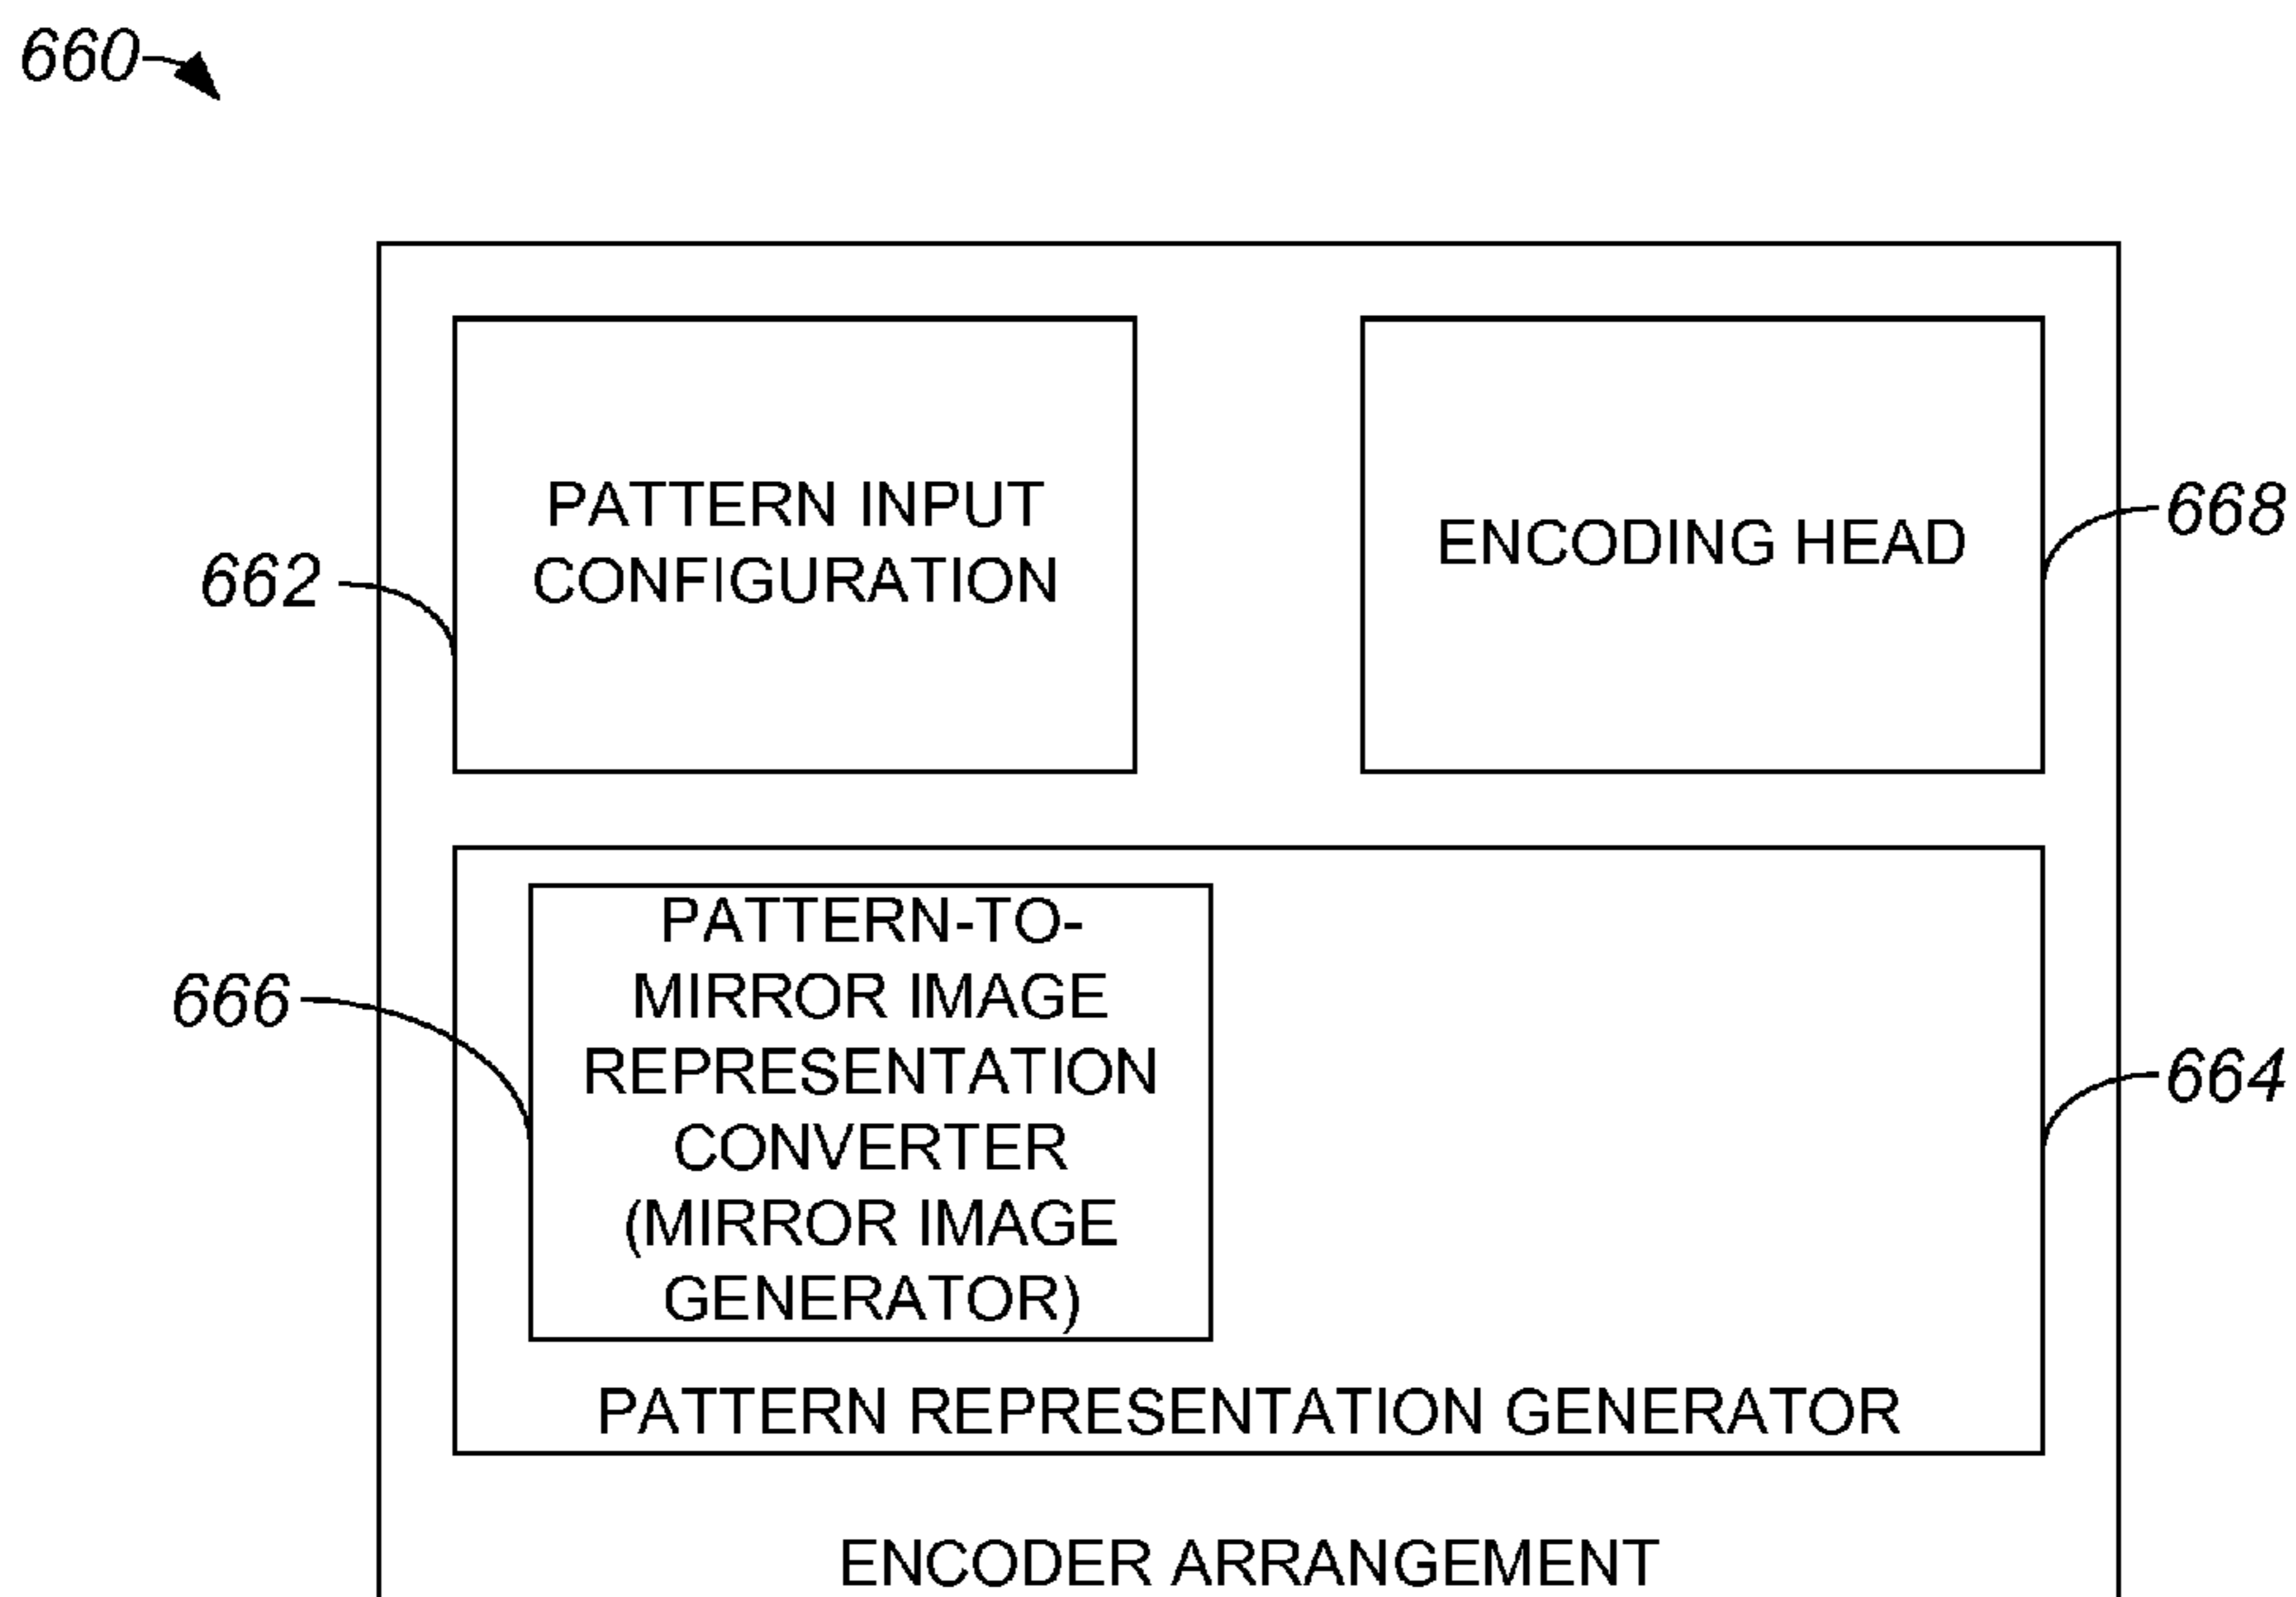 660
PATTERN INPUT
CONFIGURATION
662
ENCODING HEAD
668
PATTERN-TO-
MIRROR IMAGE
REPRESENTATION
CONVERTER
(MIRROR IMAGE
GENERATOR)
666
664
PATTERN REPRESENTATION GENERATOR
ENCODER ARRANGEMENT